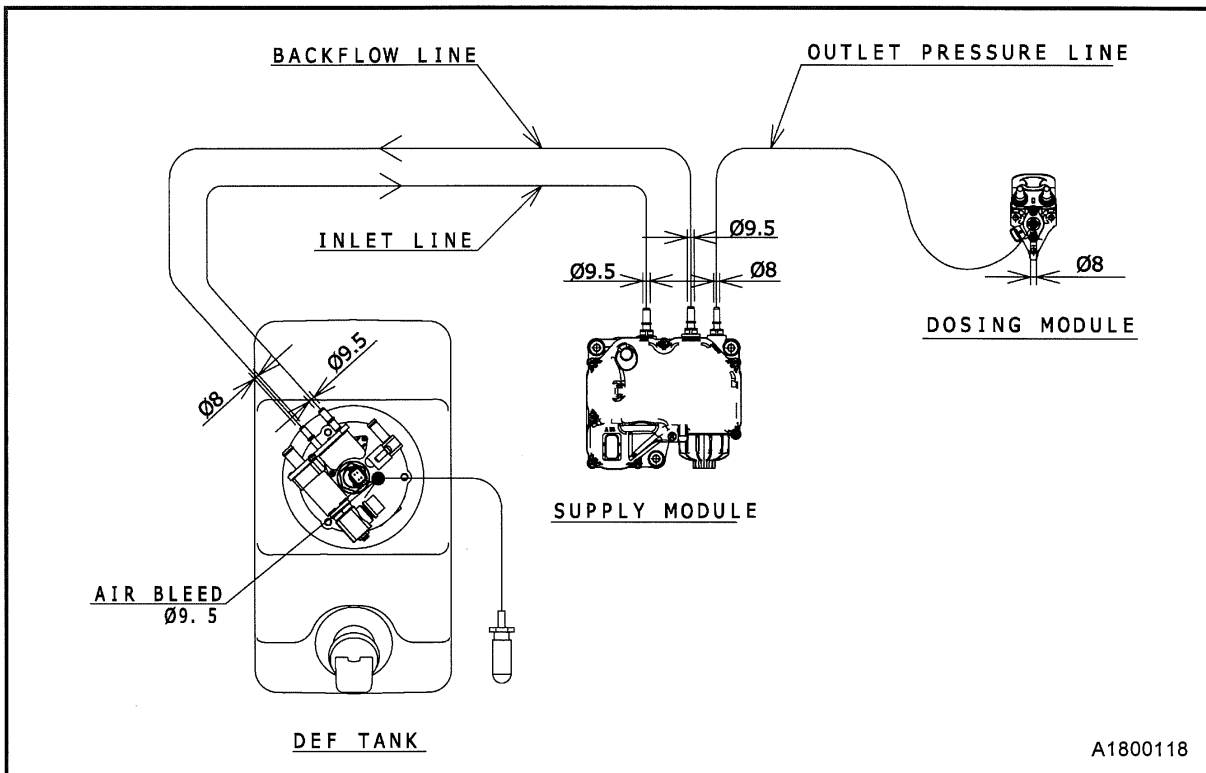 BACKFLOW LINE
OUTLET PRESSURE LINE
INLET LINE
Ø9.5
Ø9.5
Ø8
Ø8
DOSING MODULE
Ø8
Ø9.5
SUPPLY MODULE
AIR BLEED
Ø9.5
DEF TANK
A1800118